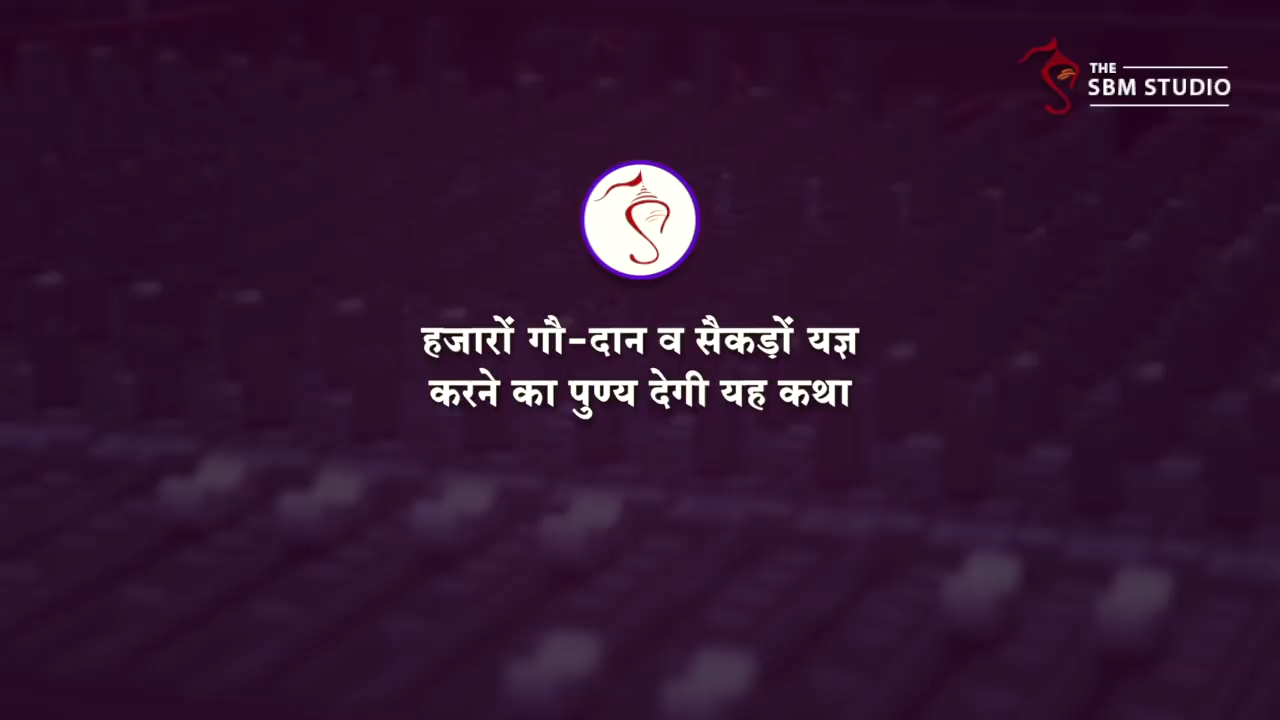 THE
SBM STUDIO
हजारों गौ-दान व सैकड़ों यज्ञ
करने का पुण्य देगी यह कथा